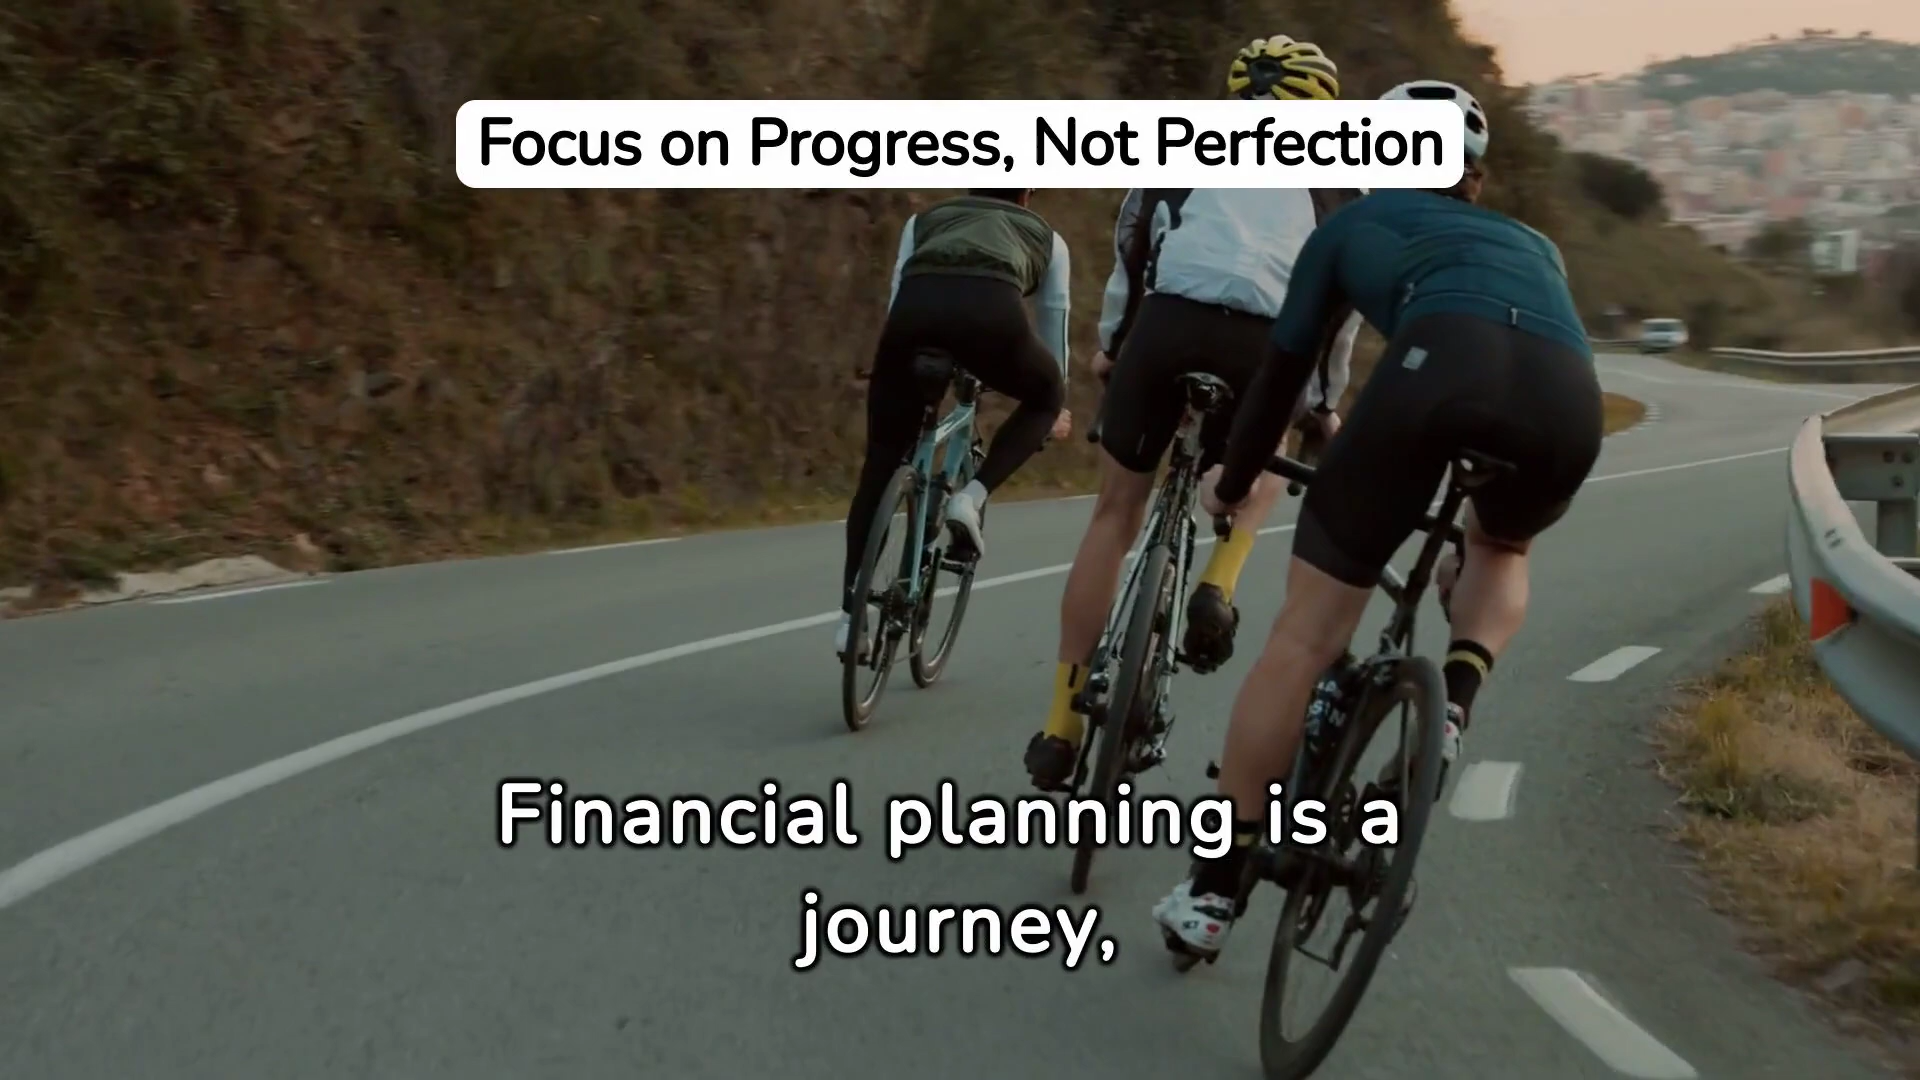 Focus on Progress, Not Perfection
Financial planning is a
journey,